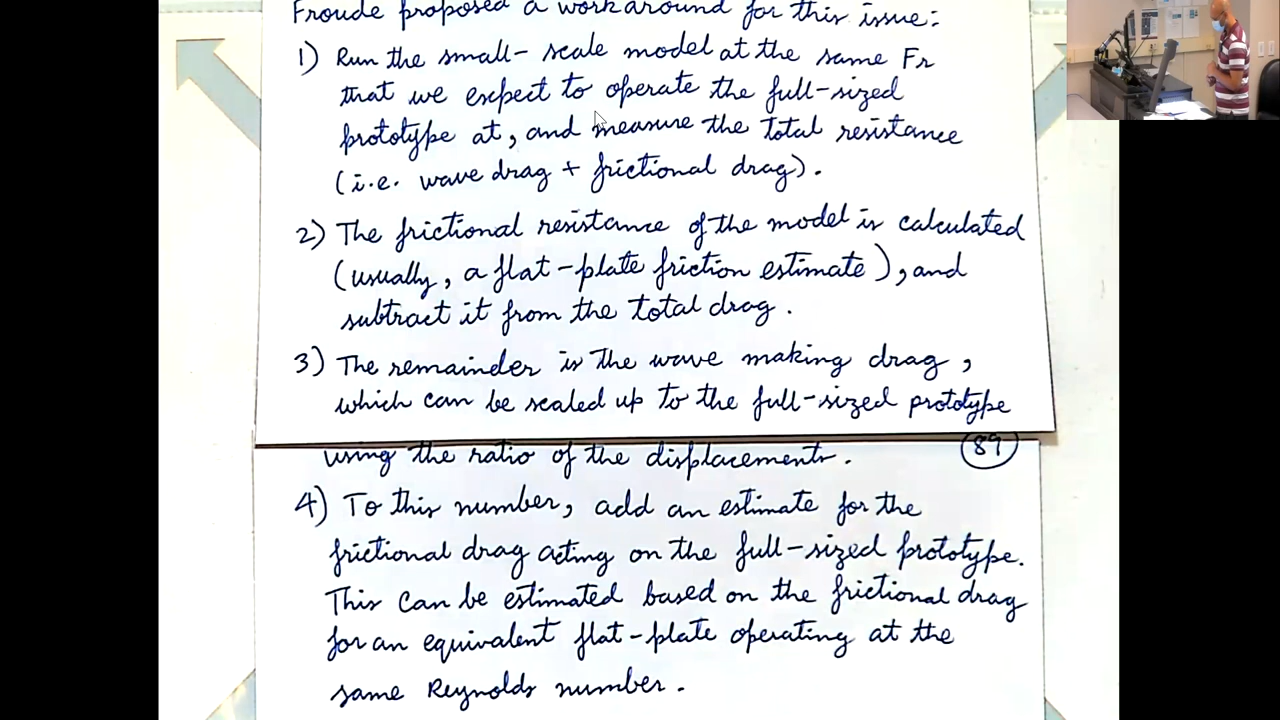 Froude proposed a workaround for this issue:
1) Run the small-scale model at the same Fr
that we expect to operate the full-sized
prototype at, and measure the total resistance
(i.e. wave drag + frictional drag).
2) The frictional resistance of the model is calculated
(usually, a flat-plate friction estimate), and
subtract it from the total drag.
3) The remainder is the wave making drag,
which can be scaled up to the full-sized prototype
using the ratio of the displacements.
89
4) To this number, add an estimate for the
frictional drag acting on the full-sized prototype.
This can be estimated based on the frictional drag
for an equivalent flat-plate operating at the
same Reynolds number.